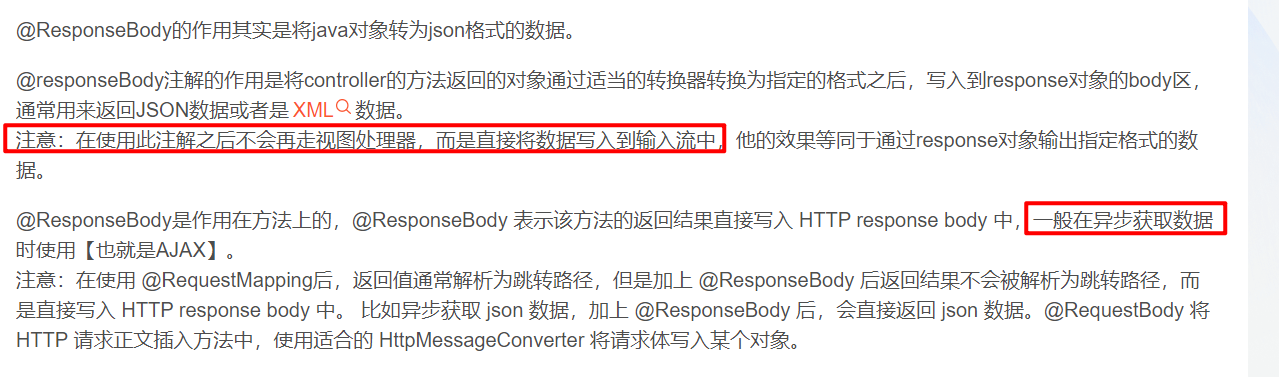 @ResponseBody的作用其实是将java对象转为json格式的数据。
@responseBody注解的作用是将controller的方法返回的对象通过适当的转换器转换为指定的格式之后，写入到response对象的body区，
通常用来返回JSON数据或者是 XML 数据。
注意：在使用此注解之后不会再走视图处理器，而是直接将数据写入到输入流中，他的效果等同于通过response对象输出指定格式的数
据。
@ResponseBody是作用在方法上的，@ResponseBody 表示该方法的返回结果直接写入 HTTP response body 中，一般在异步获取数据
时使用【也就是AJAX】。
注意：在使用 @RequestMapping后，返回值通常解析为跳转路径，但是加上 @ResponseBody 后返回结果不会被解析为跳转路径，而
是直接写入 HTTP response body 中。 比如异步获取 json 数据，加上 @ResponseBody 后，会直接返回 json 数据。@RequestBody 将
HTTP 请求正文插入方法中，使用适合的 HttpMessageConverter 将请求体写入某个对象。